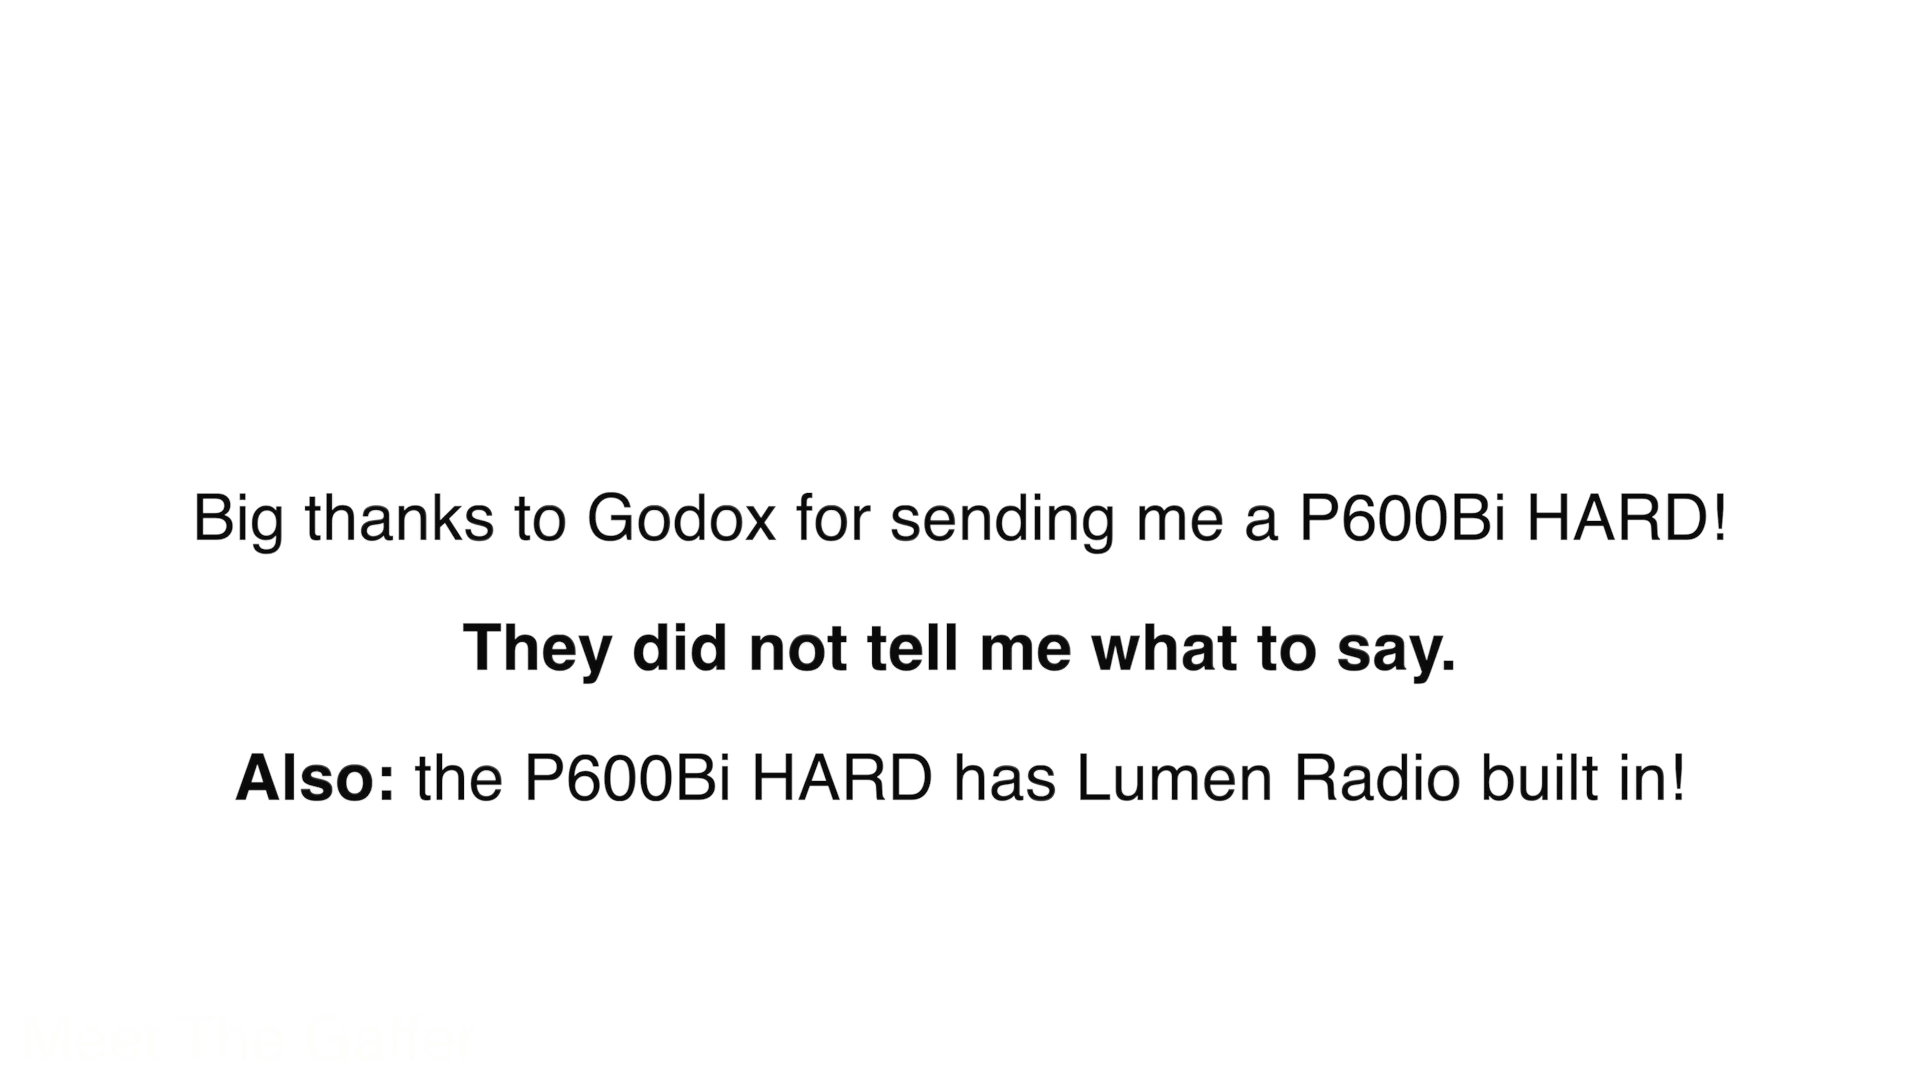 Big thanks to Godox for sending me a P600Bi HARD!
They did not tell me what to say.
Also: the P600Bi HARD has Lumen Radio built in!